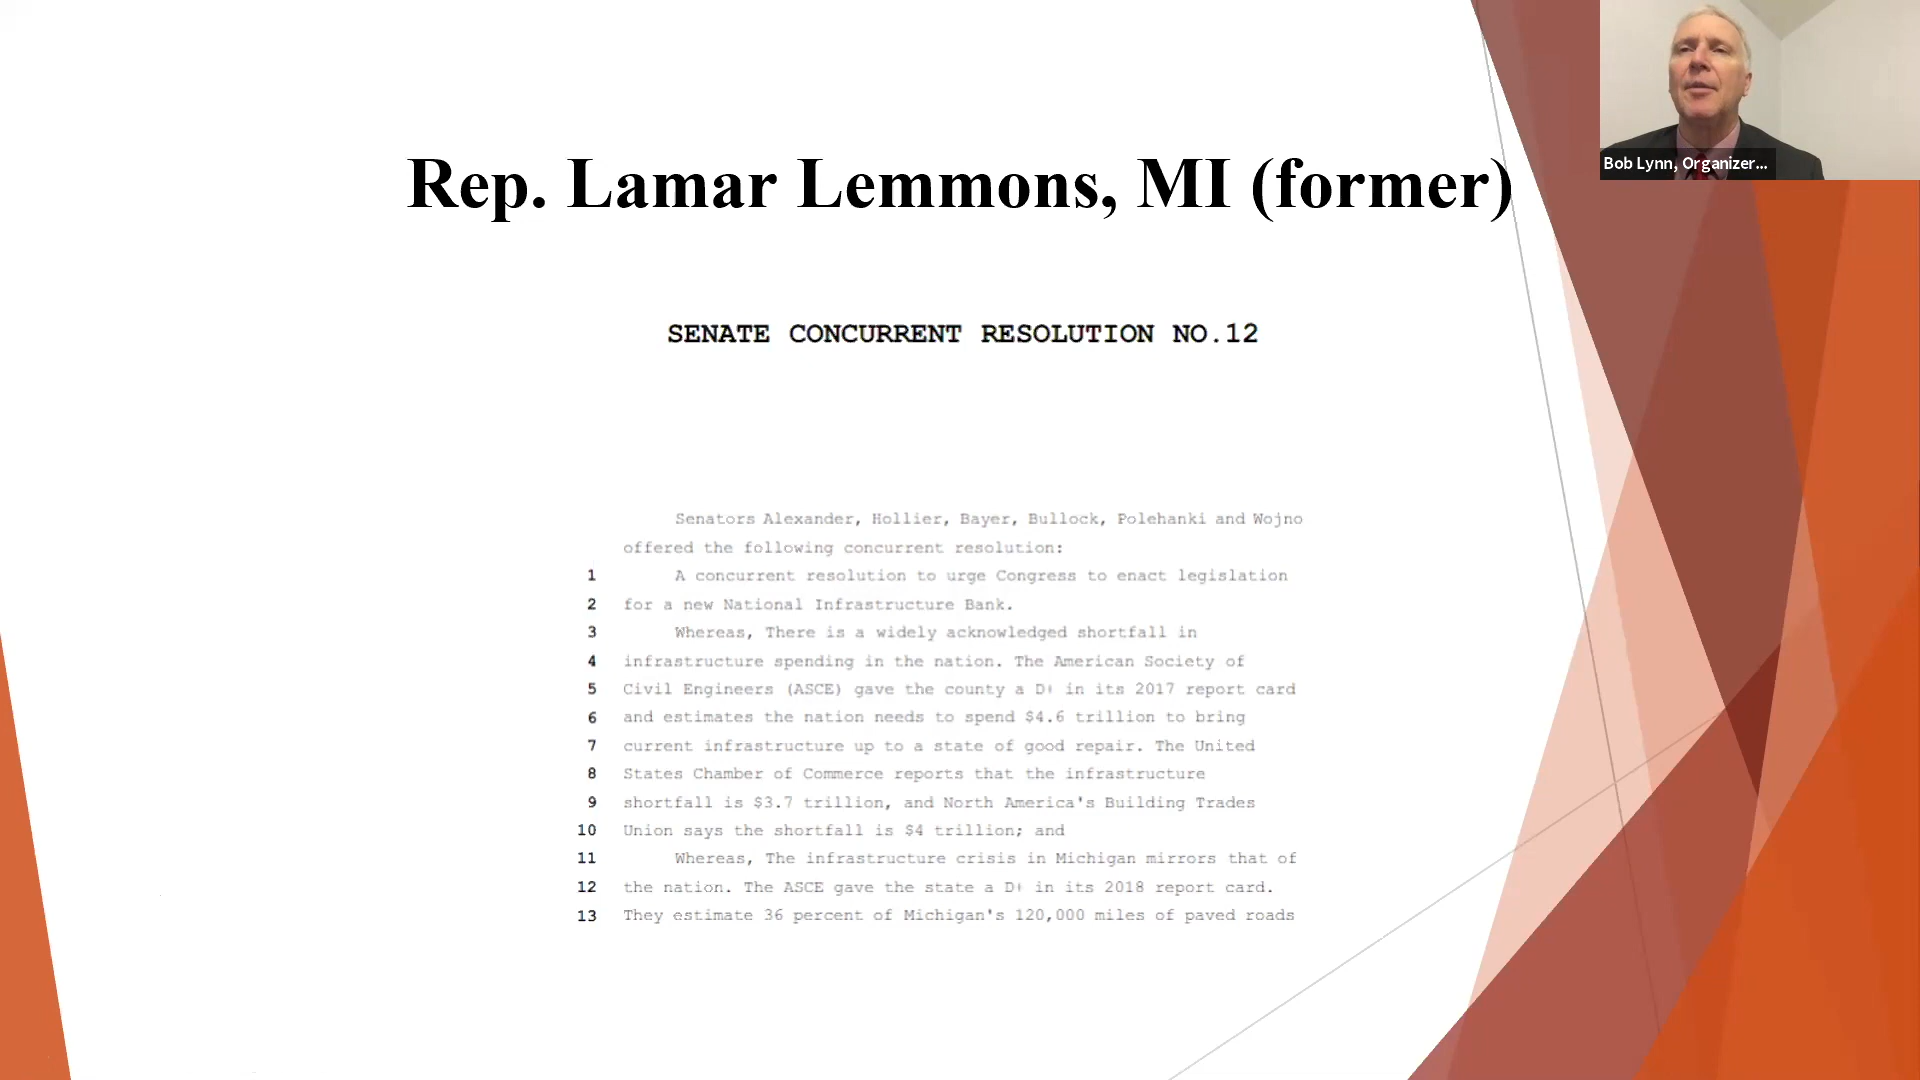 Bob Lynn, Organizer...
Rep. Lamar Lemmons, MI (former)
SENATE CONCURRENT RESOLUTION NO.12
Senators Alexander, Hollier, Bayer, Bullock, Polehanki and Wojno
offered the following concurrent resolution:
1 A concurrent resolution to urge Congress to enact legislation
2 for a new National Infrastructure Bank.
3 Whereas, There is a widely acknowledged shortfall in
4 infrastructure spending in the nation. The American Society of
5 Civil Engineers (ASCE) gave the county a D+ in its 2017 report card
6 and estimates the nation needs to spend $4.6 trillion to bring
7 current infrastructure up to a state of good repair. The United
8 States Chamber of Commerce reports that the infrastructure
9 shortfall is $3.7 trillion, and North America's Building Trades
10 Union says the shortfall is $4 trillion; and
11 Whereas, The infrastructure crisis in Michigan mirrors that of
12 the nation. The ASCE gave the state a D+ in its 2018 report card.
13 They estimate 36 percent of Michigan's 120,000 miles of paved roads